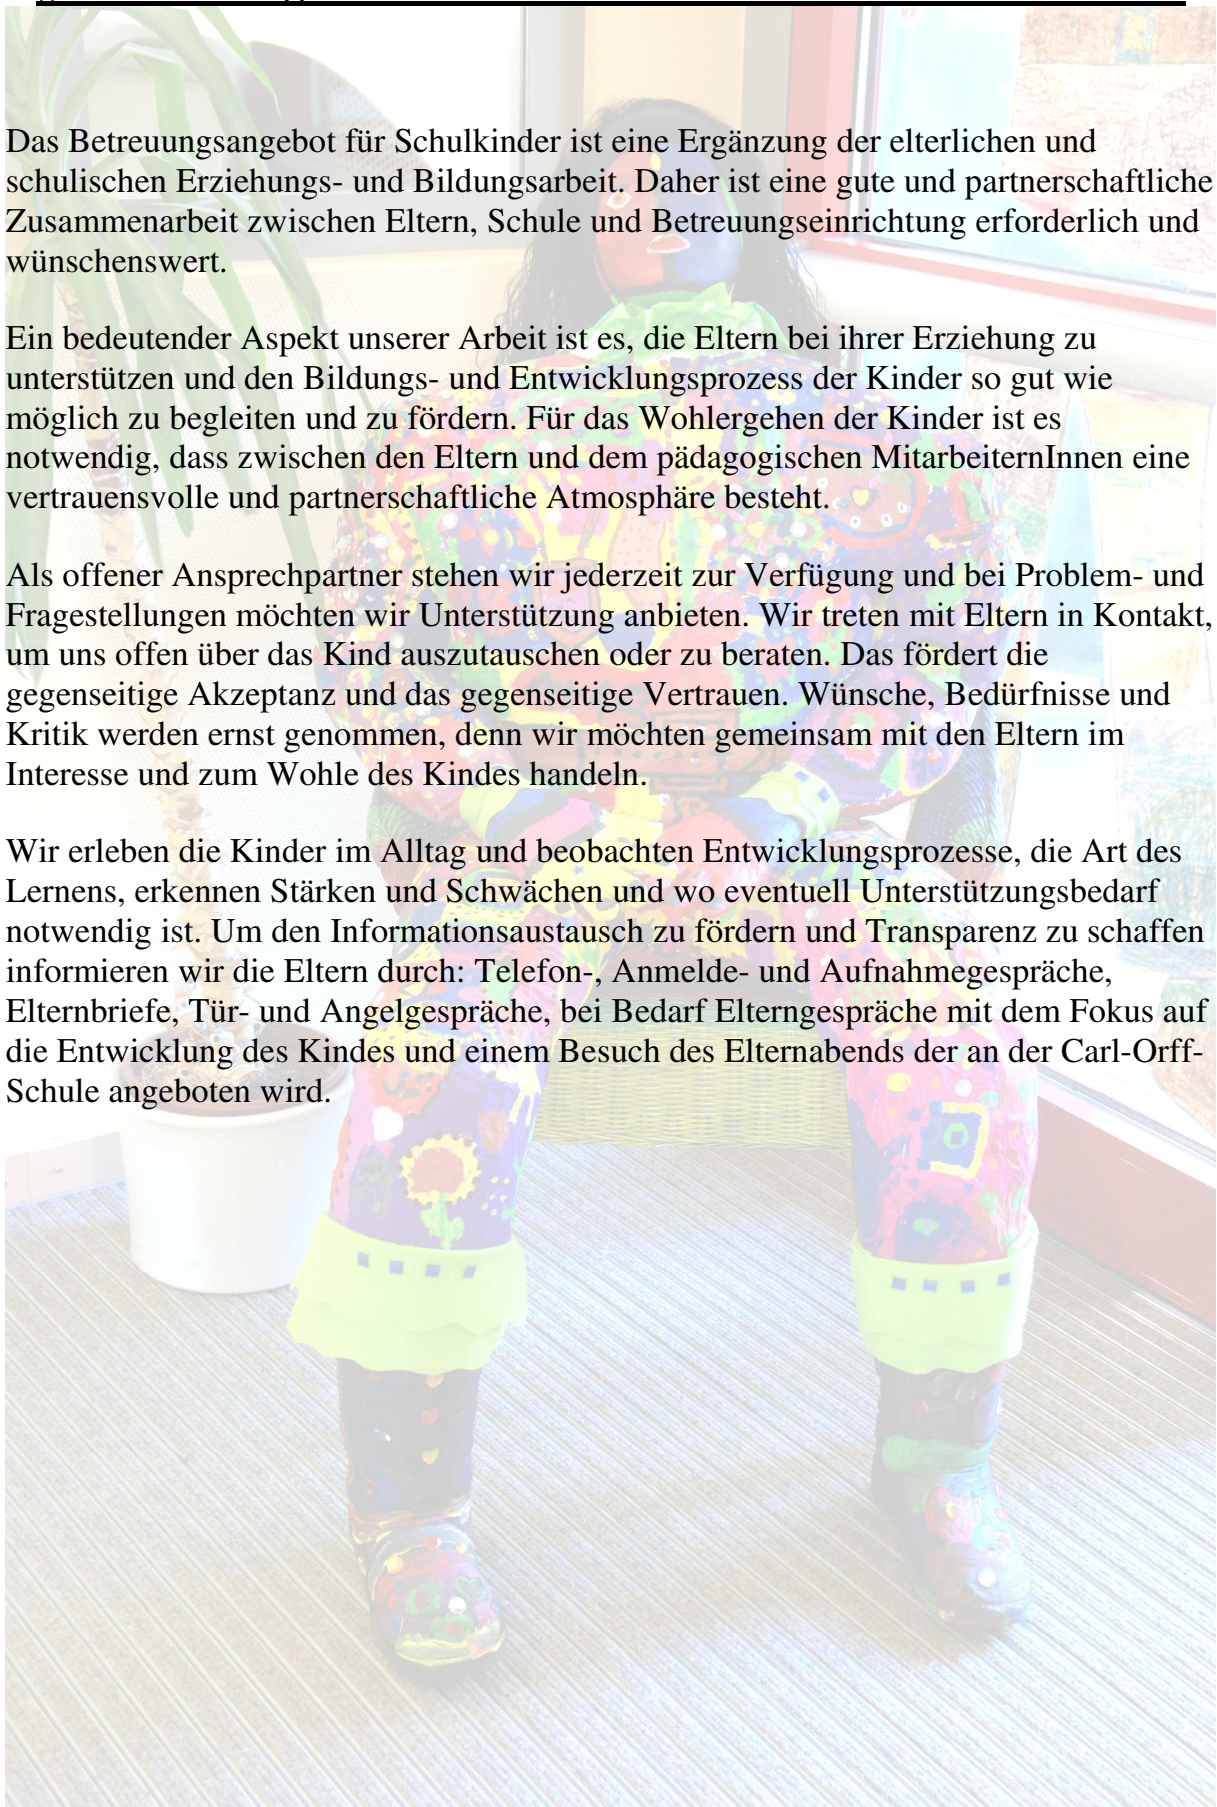 Das Betreuungsangebot für Schulkinder ist eine Ergänzung der elterlichen und
schulischen Erziehungs- und Bildungsarbeit. Daher ist eine gute und partnerschaftliche
Zusammenarbeit zwischen Eltern, Schule und Betreuungseinrichtung erforderlich und
wünschenswert.
Ein bedeutender Aspekt unserer Arbeit ist es, die Eltern bei ihrer Erziehung zu
unterstützen und den Bildungs- und Entwicklungsprozess der Kinder so gut wie
möglich zu begleiten und zu fördern. Für das Wohlergehen der Kinder ist es
notwendig, dass zwischen den Eltern und dem pädagogischen MitarbeiternInnen eine
vertrauensvolle und partnerschaftliche Atmosphäre besteht.
Als offener Ansprechpartner stehen wir jederzeit zur Verfügung und bei Problem- und
Fragestellungen möchten wir Unterstützung anbieten. Wir treten mit Eltern in Kontakt,
um uns offen über das Kind auszutauschen oder zu beraten. Das fördert die
gegenseitige Akzeptanz und das gegenseitige Vertrauen. Wünsche, Bedürfnisse und
Kritik werden ernst genommen, denn wir möchten gemeinsam mit den Eltern im
Interesse und zum Wohle des Kindes handeln.
Wir erleben die Kinder im Alltag und beobachten Entwicklungsprozesse, die Art des
Lernens, erkennen Stärken und Schwächen und wo eventuell Unterstützungsbedarf
notwendig ist. Um den Informationsaustausch zu fördern und Transparenz zu schaffen
informieren wir die Eltern durch: Telefon-, Anmelde- und Aufnahmegespräche,
Elternbriefe, Tür- und Angelgespräche, bei Bedarf Elterngespräche mit dem Fokus auf
die Entwicklung des Kindes und einem Besuch des Elternabends der an der Carl-Orff-
Schule angeboten wird.